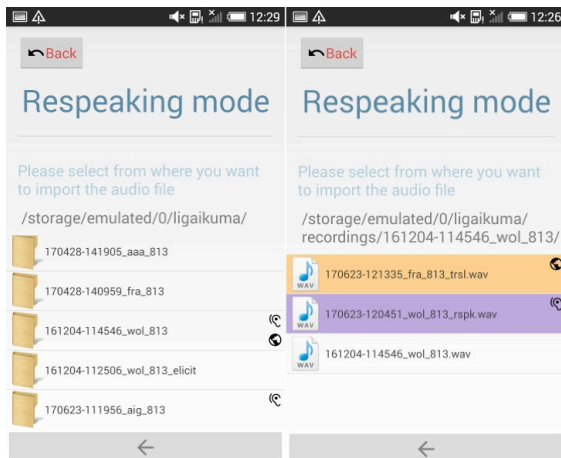 12:29
Back
Respeaking mode
Please select from where you want
to import the audio file
/storage/emulated/0/ligaikuma/
170428-141905_aaa_813
170428-140959_fra_813
161204-114546_wol_813
161204-112506_wol_813_elicit
170623-111956_aig_813
12:26
Back
Respeaking mode
Please select from where you want
to import the audio file
/storage/emulated/0/ligaikuma/
recordings/161204-114546_wol_813/
WAV
170623-121335_fra_813_trsl.wav
WAV
170623-120451_wol_813_rspk.wav
WAV
161204-114546_wol_813.wav